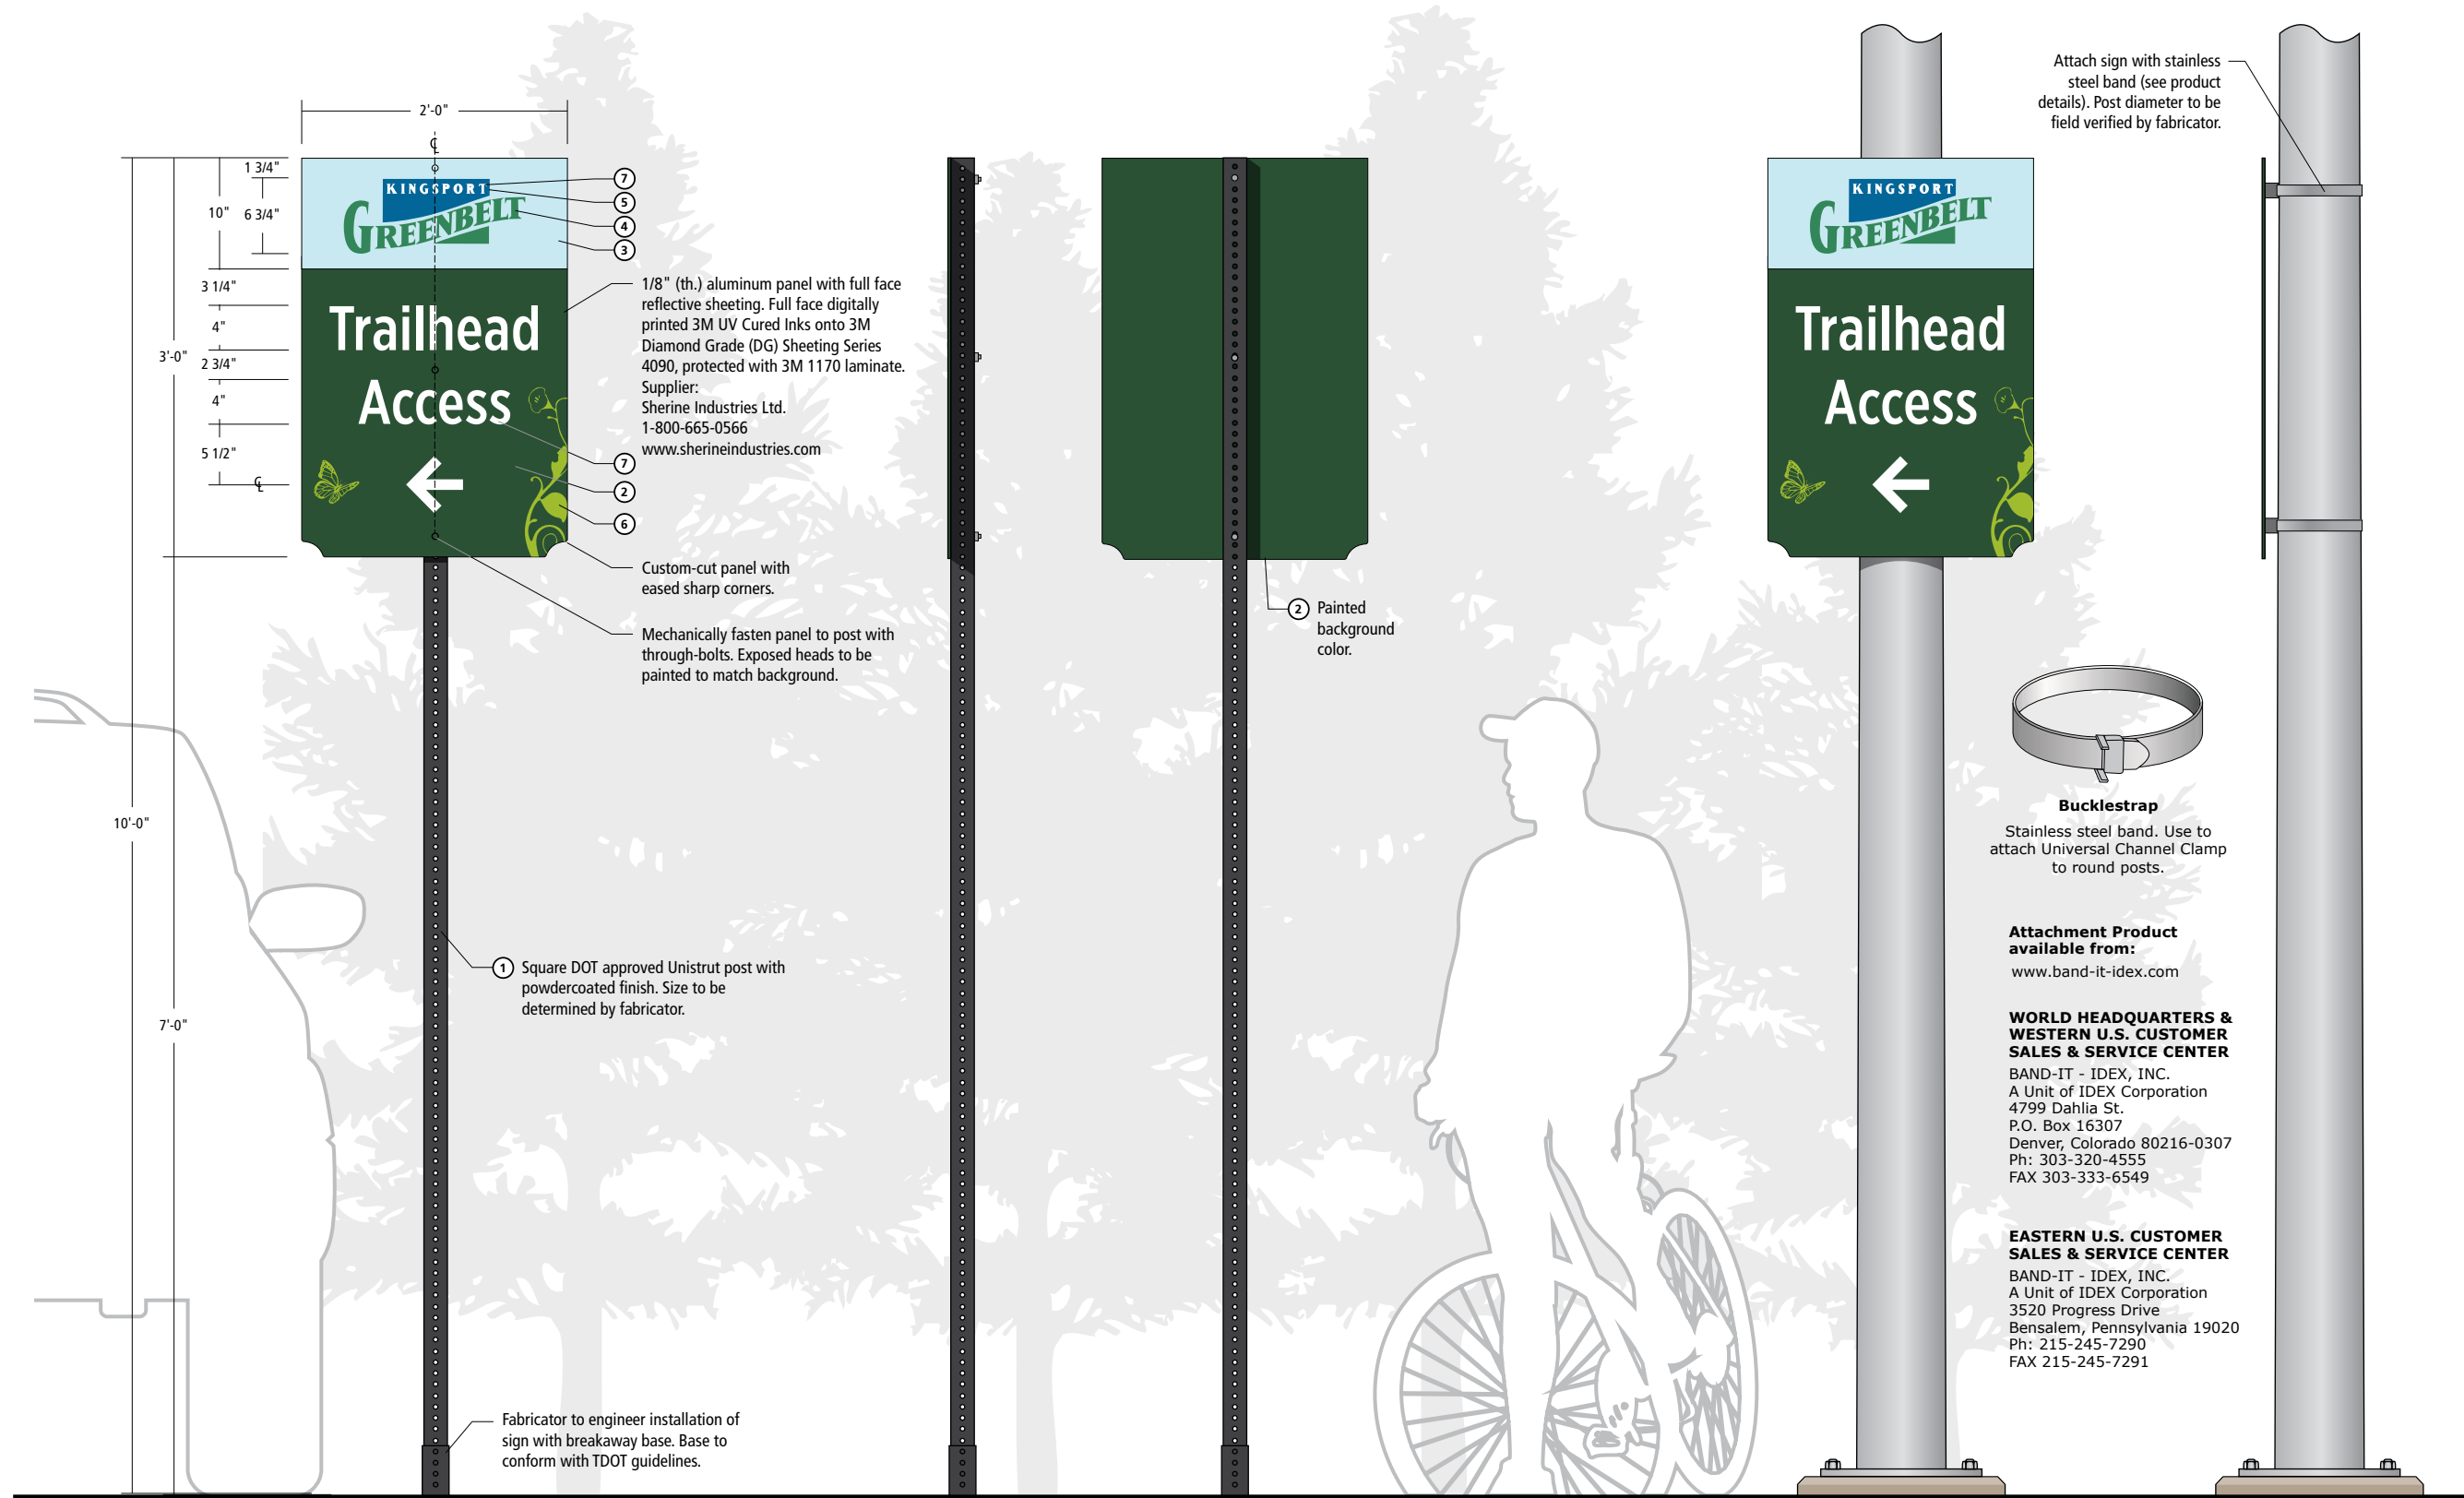 2'-0"
℄
1 3/4"
10"
6 3/4"
3 1/4"
4"
3'-0"
2 3/4"
4"
5 1/2"
℄
10'-0"
7'-0"
KINGSPORT
GREENBELT
Trailhead
Access
7
5
4
3
1/8" (th.) aluminum panel with full face
reflective sheeting. Full face digitally
printed 3M UV Cured Inks onto 3M
Diamond Grade (DG) Sheeting Series
4090, protected with 3M 1170 laminate.
Supplier:
Sherine Industries Ltd.
1-800-665-0566
www.sherineindustries.com
7
2
6
Custom-cut panel with
eased sharp corners.
Mechanically fasten panel to post with
through-bolts. Exposed heads to be
painted to match background.
1 Square DOT approved Unistrut post with
powdercoated finish. Size to be
determined by fabricator.
Fabricator to engineer installation of
sign with breakaway base. Base to
conform with TDOT guidelines.
2 Painted
background
color.
KINGSPORT
GREENBELT
Trailhead
Access
Attach sign with stainless
steel band (see product
details). Post diameter to be
field verified by fabricator.
Bucklestrap
Stainless steel band. Use to
attach Universal Channel Clamp
to round posts.
Attachment Product
available from:
www.band-it-idex.com
WORLD HEADQUARTERS &
WESTERN U.S. CUSTOMER
SALES & SERVICE CENTER
BAND-IT - IDEX, INC.
A Unit of IDEX Corporation
4799 Dahlia St.
P.O. Box 16307
Denver, Colorado 80216-0307
Ph: 303-320-4555
FAX 303-333-6549
EASTERN U.S. CUSTOMER
SALES & SERVICE CENTER
BAND-IT - IDEX, INC.
A Unit of IDEX Corporation
3520 Progress Drive
Bensalem, Pennsylvania 19020
Ph: 215-245-7290
FAX 215-245-7291